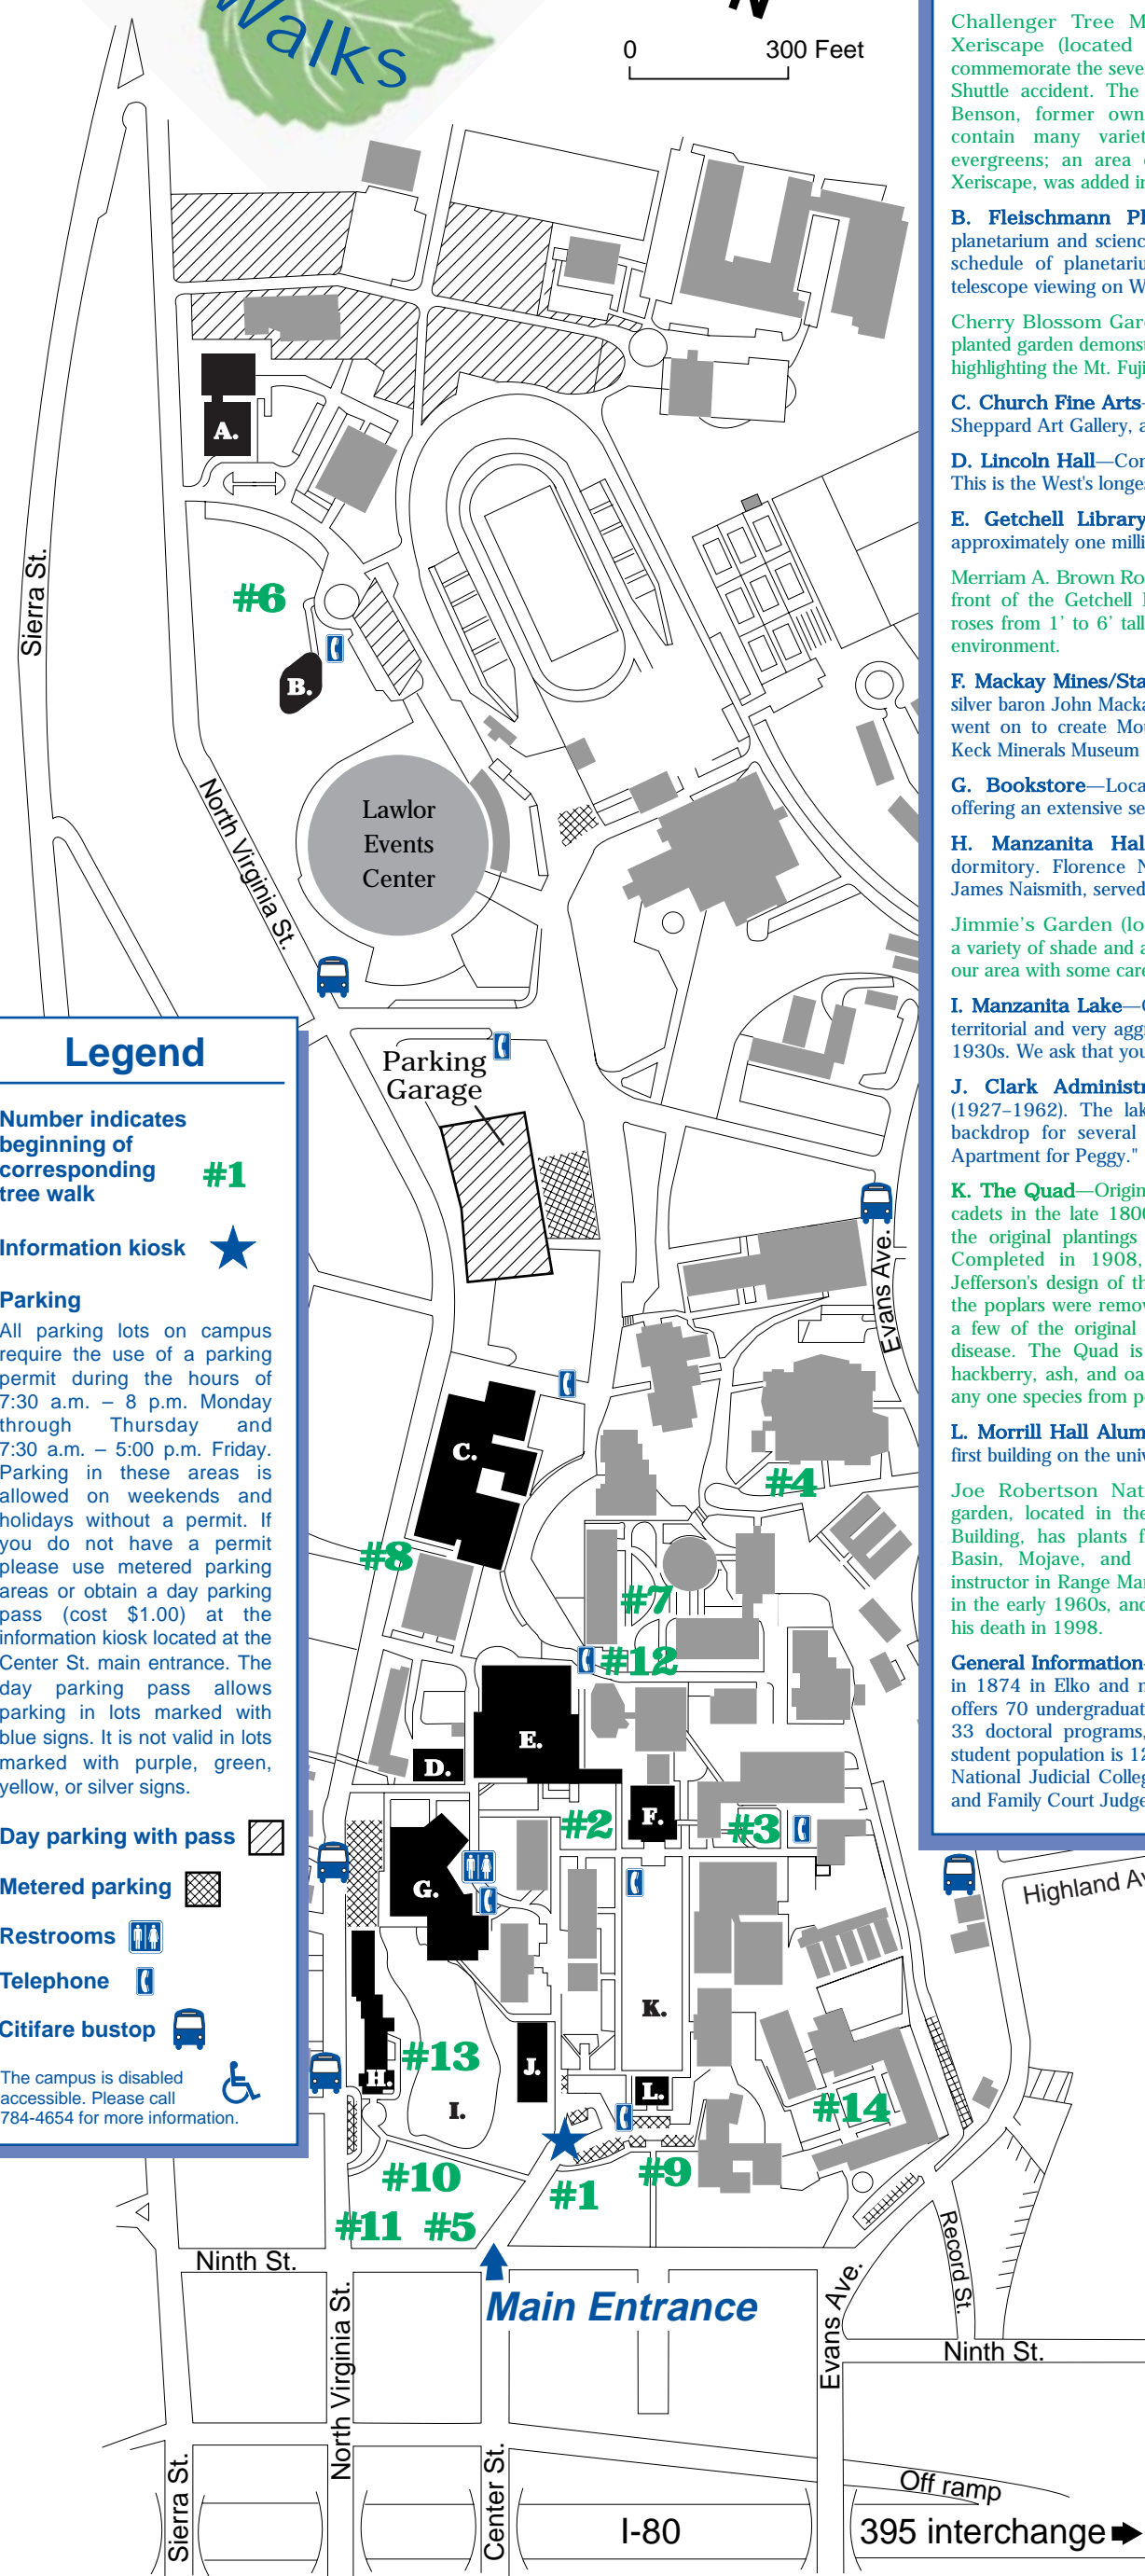 Walks
N
0 300 Feet
Sierra St.
#6
A.
B.
Lawlor
Events
Center
North Virginia St.
Parking
Garage
Evans Ave.
C.
#4
#8
#7
#12
E.
D.
#2
F.
#3
G.
K.
#13
H.
J.
I.
L.
#14
#10
#1
#9
#11 #5
Highland Av
Ninth St.
Main Entrance
North Virginia St.
Evans Ave.
Record St.
Ninth St.
Sierra St.
Center St.
Off ramp
I-80
395 interchange
Legend
Number indicates
beginning of
corresponding
tree walk
#1
Information kiosk
Parking
All parking lots on campus
require the use of a parking
permit during the hours of
7:30 a.m. – 8 p.m. Monday
through Thursday and
7:30 a.m. – 5:00 p.m. Friday.
Parking in these areas is
allowed on weekends and
holidays without a permit. If
you do not have a permit
please use metered parking
areas or obtain a day parking
pass (cost $1.00) at the
information kiosk located at the
Center St. main entrance. The
day parking pass allows
parking in lots marked with
blue signs. It is not valid in lots
marked with purple, green,
yellow, or silver signs.
Day parking with pass
Metered parking
Restrooms
Telephone
Citifare bustop
The campus is disabled
accessible. Please call
784-4654 for more information.
Challenger Tree M
Xeriscape (located
commemorate the seve
Shuttle accident. The
Benson, former own
contain many variet
evergreens; an area
Xeriscape, was added in
B. Fleischmann Pl
planetarium and scienc
schedule of planetariu
telescope viewing on W
Cherry Blossom Gar
planted garden demonst
highlighting the Mt. Fuji
C. Church Fine Arts-
Sheppard Art Gallery, a
D. Lincoln Hall—Con
This is the West's longes
E. Getchell Library
approximately one milli
Merriam A. Brown Ro
front of the Getchell
roses from 1' to 6' tall
environment.
F. Mackay Mines/Sta
silver baron John Macka
went on to create Mou
Keck Minerals Museum
G. Bookstore—Loca
offering an extensive se
H. Manzanita Hal
dormitory. Florence N
James Naismith, served
Jimmie's Garden (lo
a variety of shade and a
our area with some care
I. Manzanita Lake—
territorial and very aggr
1930s. We ask that you
J. Clark Administr
(1927–1962). The lak
backdrop for several
Apartment for Peggy."
K. The Quad—Origin
cadets in the late 1800
the original plantings
Completed in 1908,
Jefferson's design of th
the poplars were remov
a few of the original
disease. The Quad is
hackberry, ash, and oa
any one species from p
L. Morrill Hall Alum
first building on the univ
Joe Robertson Nat
garden, located in the
Building, has plants f
Basin, Mojave, and
instructor in Range Man
in the early 1960s, and
his death in 1998.
General Information-
in 1874 in Elko and m
offers 70 undergraduat
33 doctoral programs,
student population is 12
National Judicial Colleg
and Family Court Judge